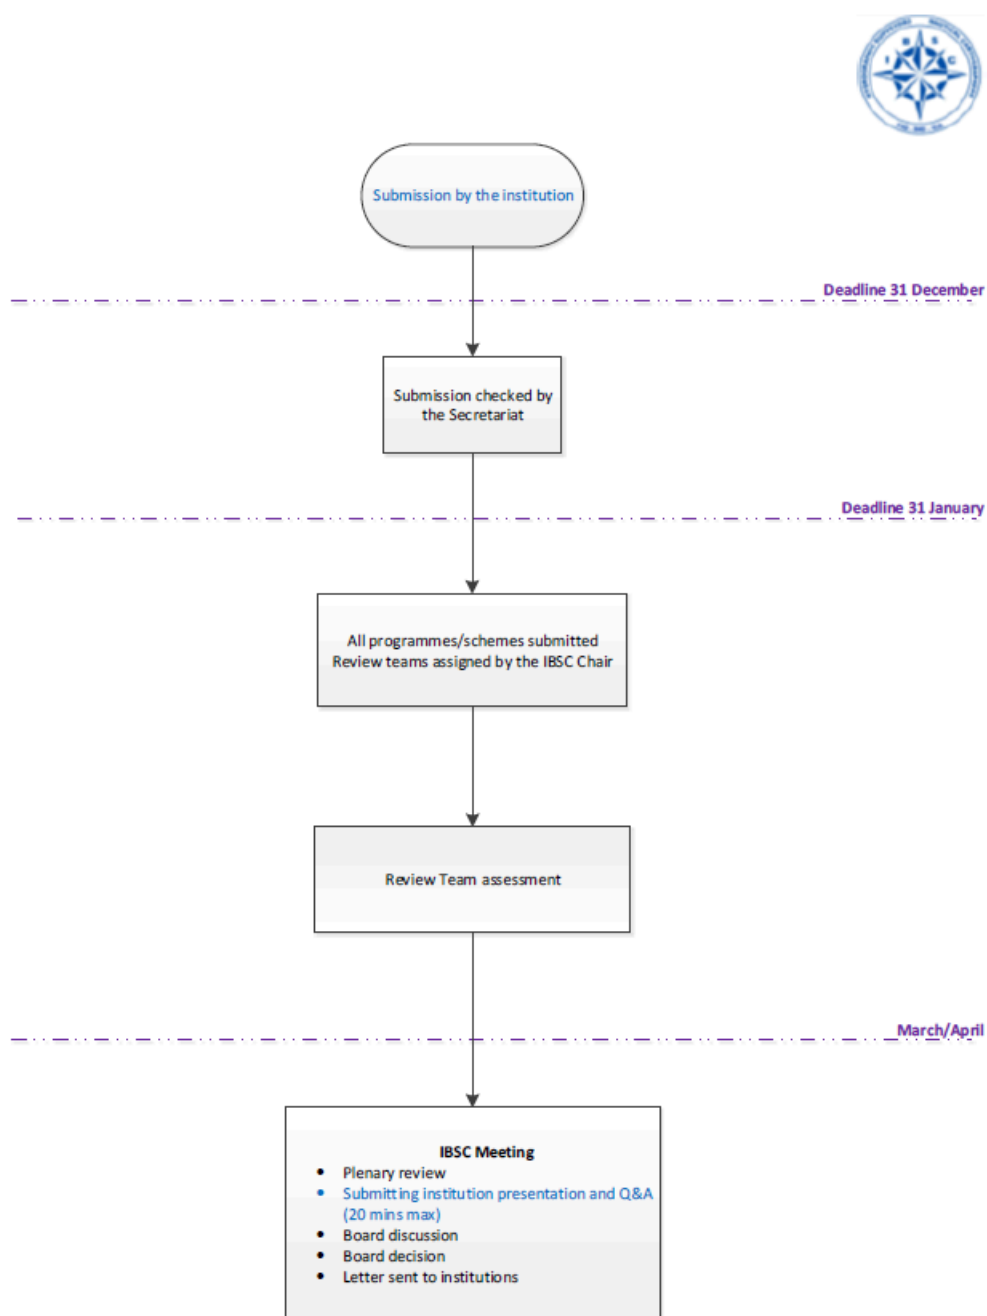 I B S C
Submission by the institution
Deadline 31 December
Submission checked by
the Secretariat
Deadline 31 January
All programmes/schemes submitted
Review teams assigned by the IBSC Chair
Review Team assessment
March/April
IBSC Meeting
• Plenary review
• Submitting institution presentation and Q&A
(20 mins max)
• Board discussion
• Board decision
• Letter sent to institutions